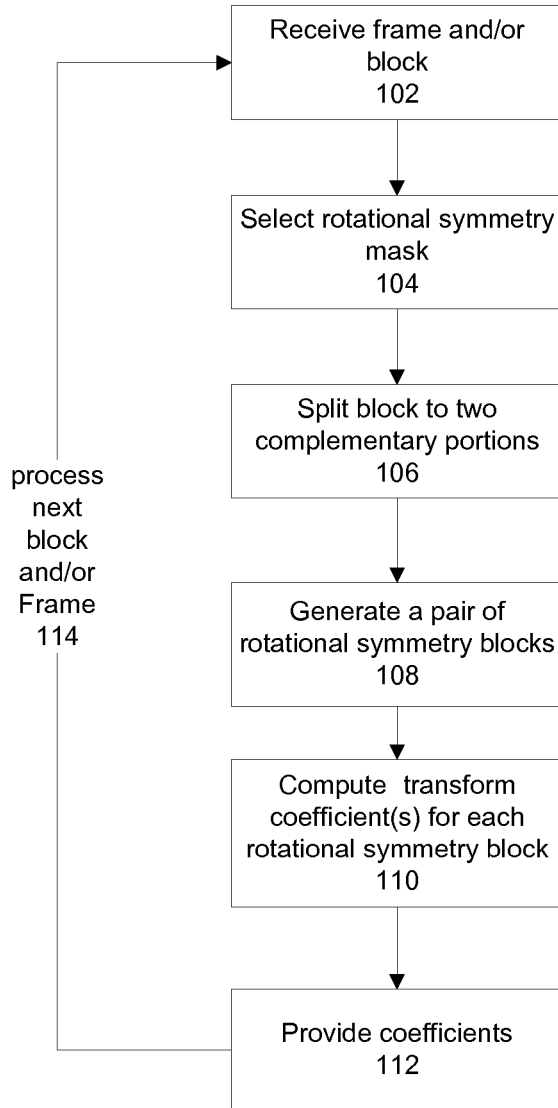 Receive frame and/or
block
102
Select rotational symmetry
mask
104
Split block to two
complementary portions
106
process
next
block
and/or
Frame
114
Generate a pair of
rotational symmetry blocks
108
Compute transform
coefficient(s) for each
rotational symmetry block
110
Provide coefficients
112